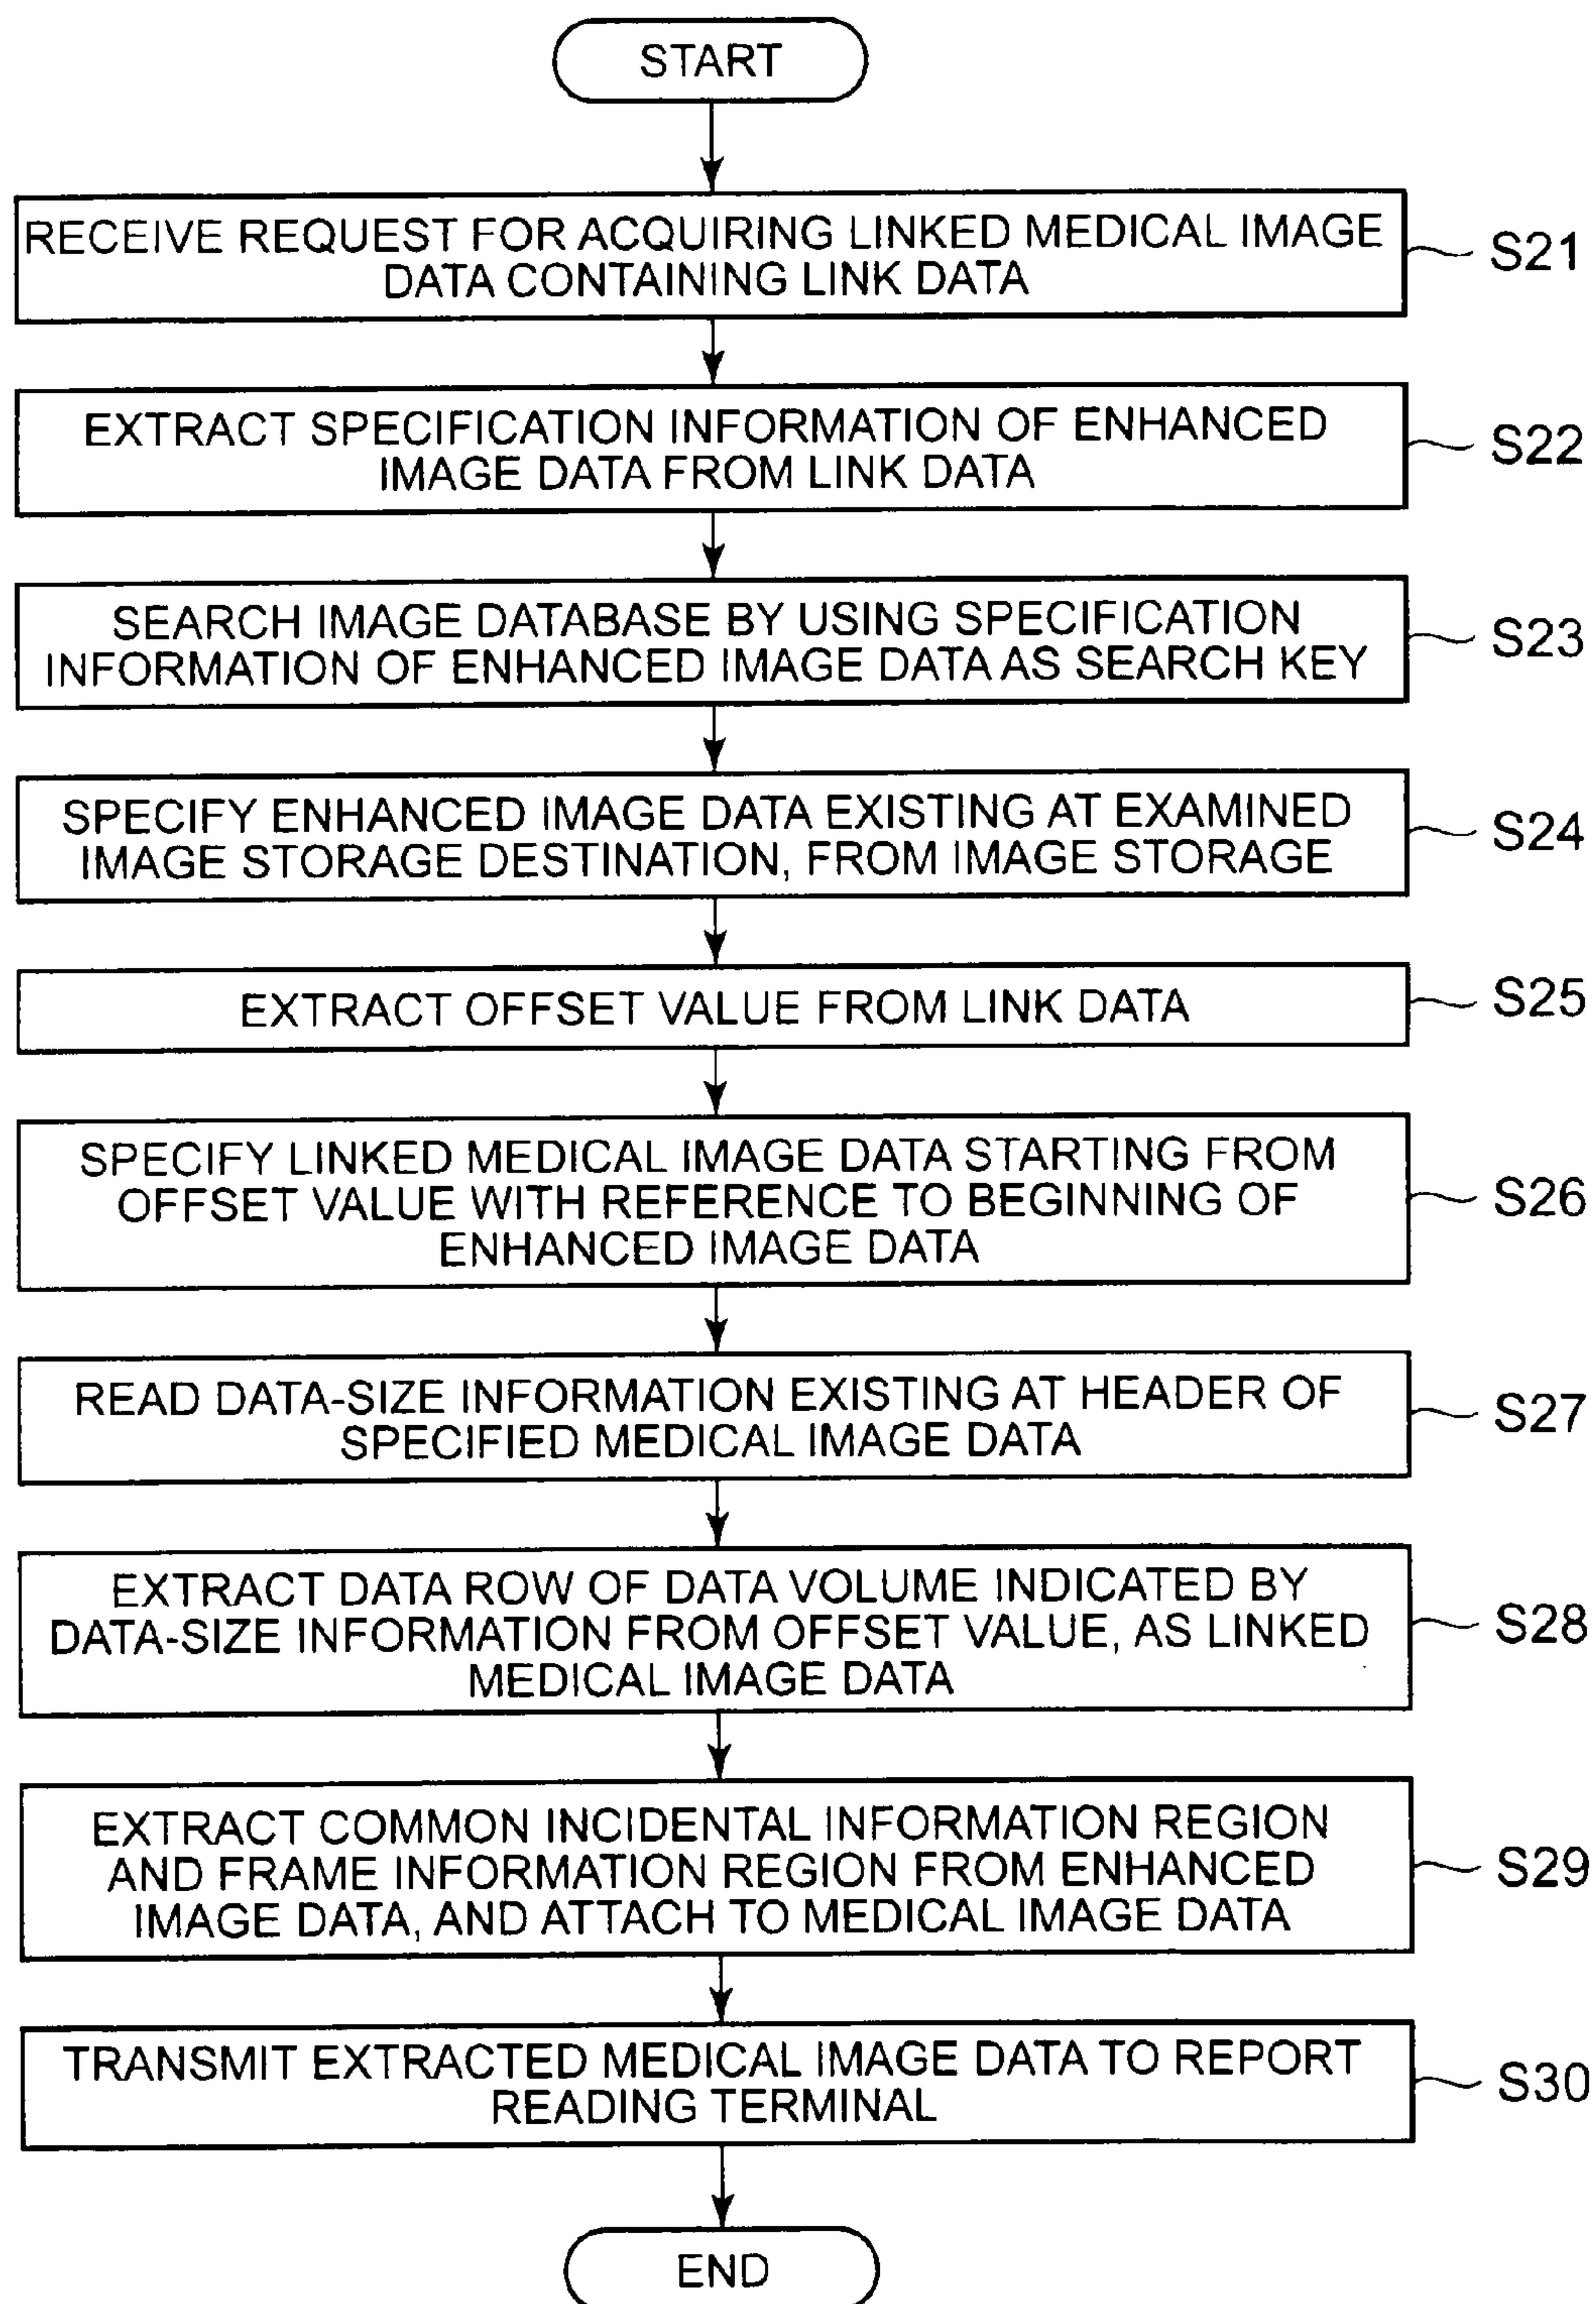 START
RECEIVE REQUEST FOR ACQUIRING LINKED MEDICAL IMAGE
DATA CONTAINING LINK DATA
S21
EXTRACT SPECIFICATION INFORMATION OF ENHANCED
IMAGE DATA FROM LINK DATA
S22
SEARCH IMAGE DATABASE BY USING SPECIFICATION
INFORMATION OF ENHANCED IMAGE DATA AS SEARCH KEY
S23
SPECIFY ENHANCED IMAGE DATA EXISTING AT EXAMINED
IMAGE STORAGE DESTINATION, FROM IMAGE STORAGE
S24
EXTRACT OFFSET VALUE FROM LINK DATA
S25
SPECIFY LINKED MEDICAL IMAGE DATA STARTING FROM
OFFSET VALUE WITH REFERENCE TO BEGINNING OF
ENHANCED IMAGE DATA
S26
READ DATA-SIZE INFORMATION EXISTING AT HEADER OF
SPECIFIED MEDICAL IMAGE DATA
S27
EXTRACT DATA ROW OF DATA VOLUME INDICATED BY
DATA-SIZE INFORMATION FROM OFFSET VALUE, AS LINKED
MEDICAL IMAGE DATA
S28
EXTRACT COMMON INCIDENTAL INFORMATION REGION
AND FRAME INFORMATION REGION FROM ENHANCED
IMAGE DATA, AND ATTACH TO MEDICAL IMAGE DATA
S29
TRANSMIT EXTRACTED MEDICAL IMAGE DATA TO REPORT
READING TERMINAL
S30
END